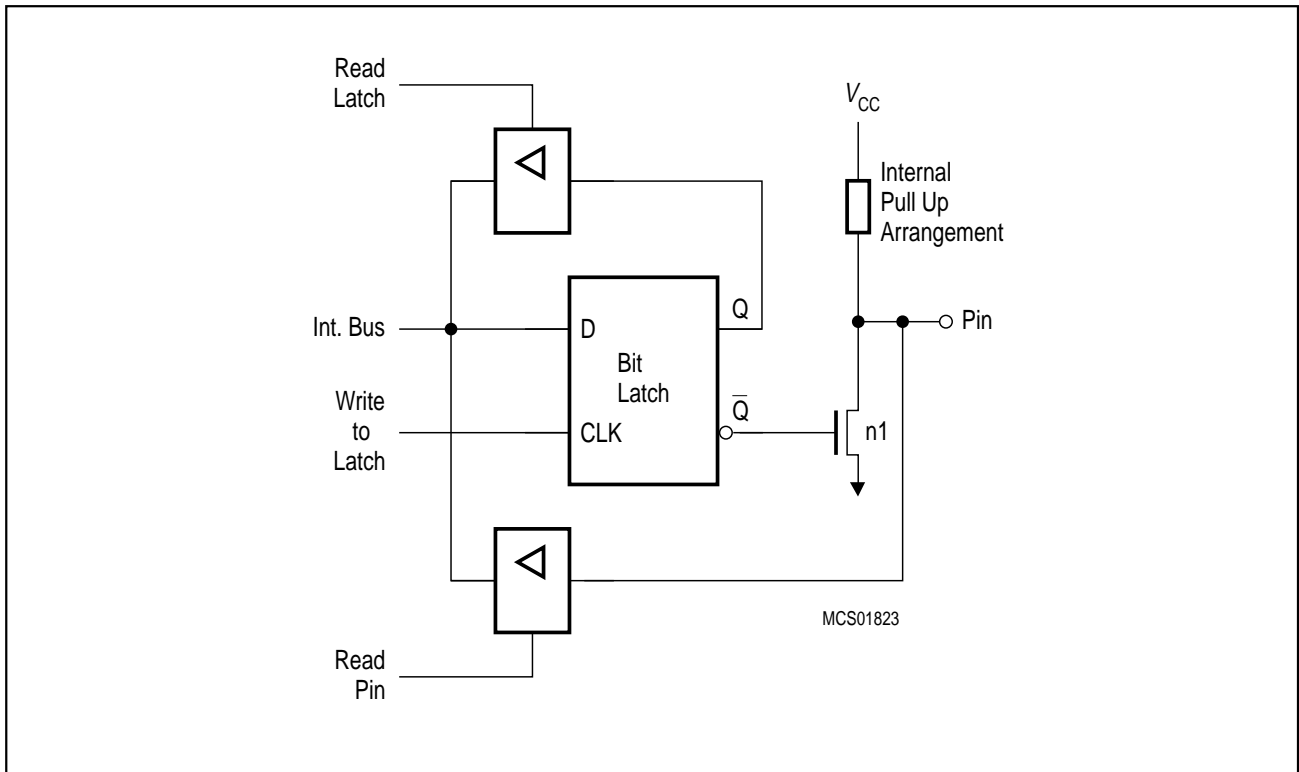 Read
Latch
V_CC
Internal
Pull Up
Arrangement
Int. Bus
D
Q
Pin
Bit
Latch
Write
to
Latch
CLK
Q̅
n1
MCS01823
Read
Pin